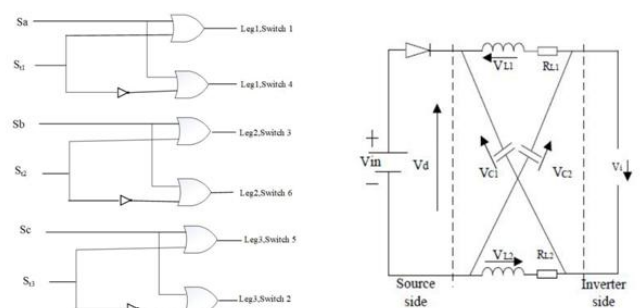 Sa
Leg1,Switch 1
St1
Leg1,Switch 4
Sb
Leg2,Switch 3
St2
Leg2,Switch 6
Sc
Leg3,Switch 5
St3
Leg3,Switch 2
VL1
RL1
+
Vin
−
Vd
VC1
VC2
Vi
VL2
RL2
Source side
Inverter side